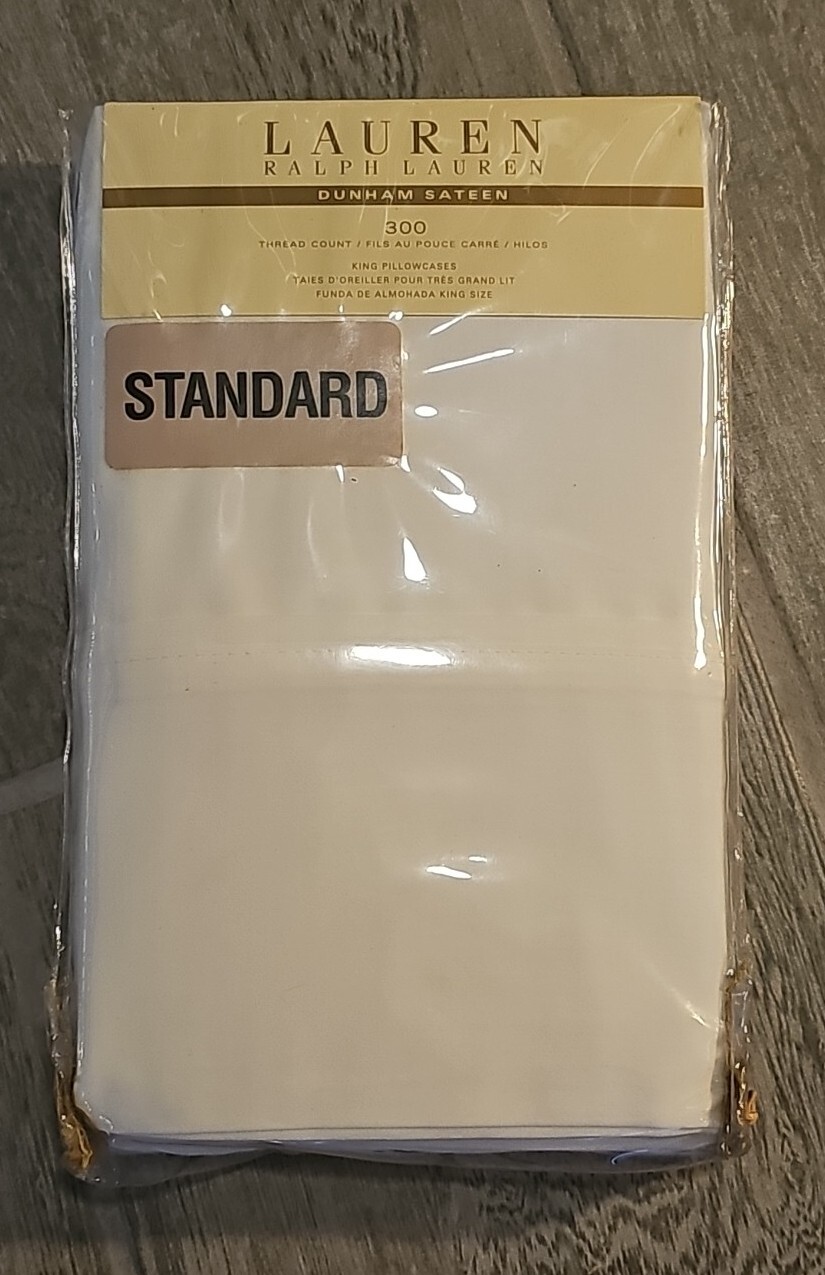 LAUREN
RALPH LAUREN
DUNHAM SATEEN
300
THREAD COUNT / FILS AU POUCE CARRÉ / HILOS
KING PILLOWCASES
TAIES D'OREILLER POUR TRÈS GRAND LIT
FUNDA DE ALMOHADA KING SIZE
STANDARD